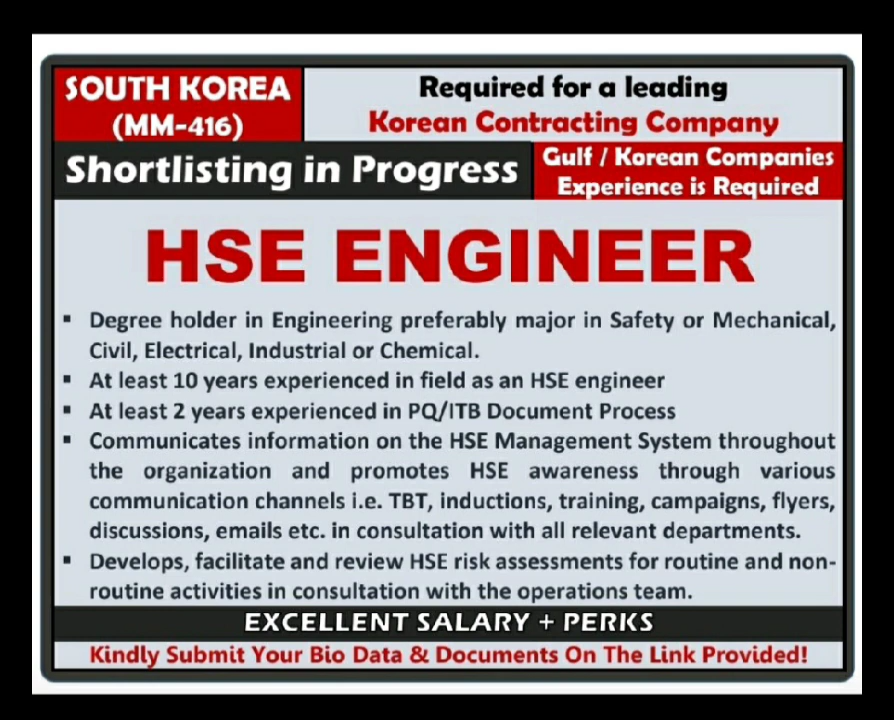 SOUTH KOREA
(MM-416)
Required for a leading
Korean Contracting Company
Shortlisting in Progress
Gulf / Korean Companies
Experience is Required
HSE ENGINEER
▪ Degree holder in Engineering preferably major in Safety or Mechanical,
Civil, Electrical, Industrial or Chemical.
▪ At least 10 years experienced in field as an HSE engineer
▪ At least 2 years experienced in PQ/ITB Document Process
▪ Communicates information on the HSE Management System throughout
the organization and promotes HSE awareness through various
communication channels i.e. TBT, inductions, training, campaigns, flyers,
discussions, emails etc. in consultation with all relevant departments.
▪ Develops, facilitate and review HSE risk assessments for routine and non-
routine activities in consultation with the operations team.
EXCELLENT SALARY + PERKS
Kindly Submit Your Bio Data & Documents On The Link Provided!